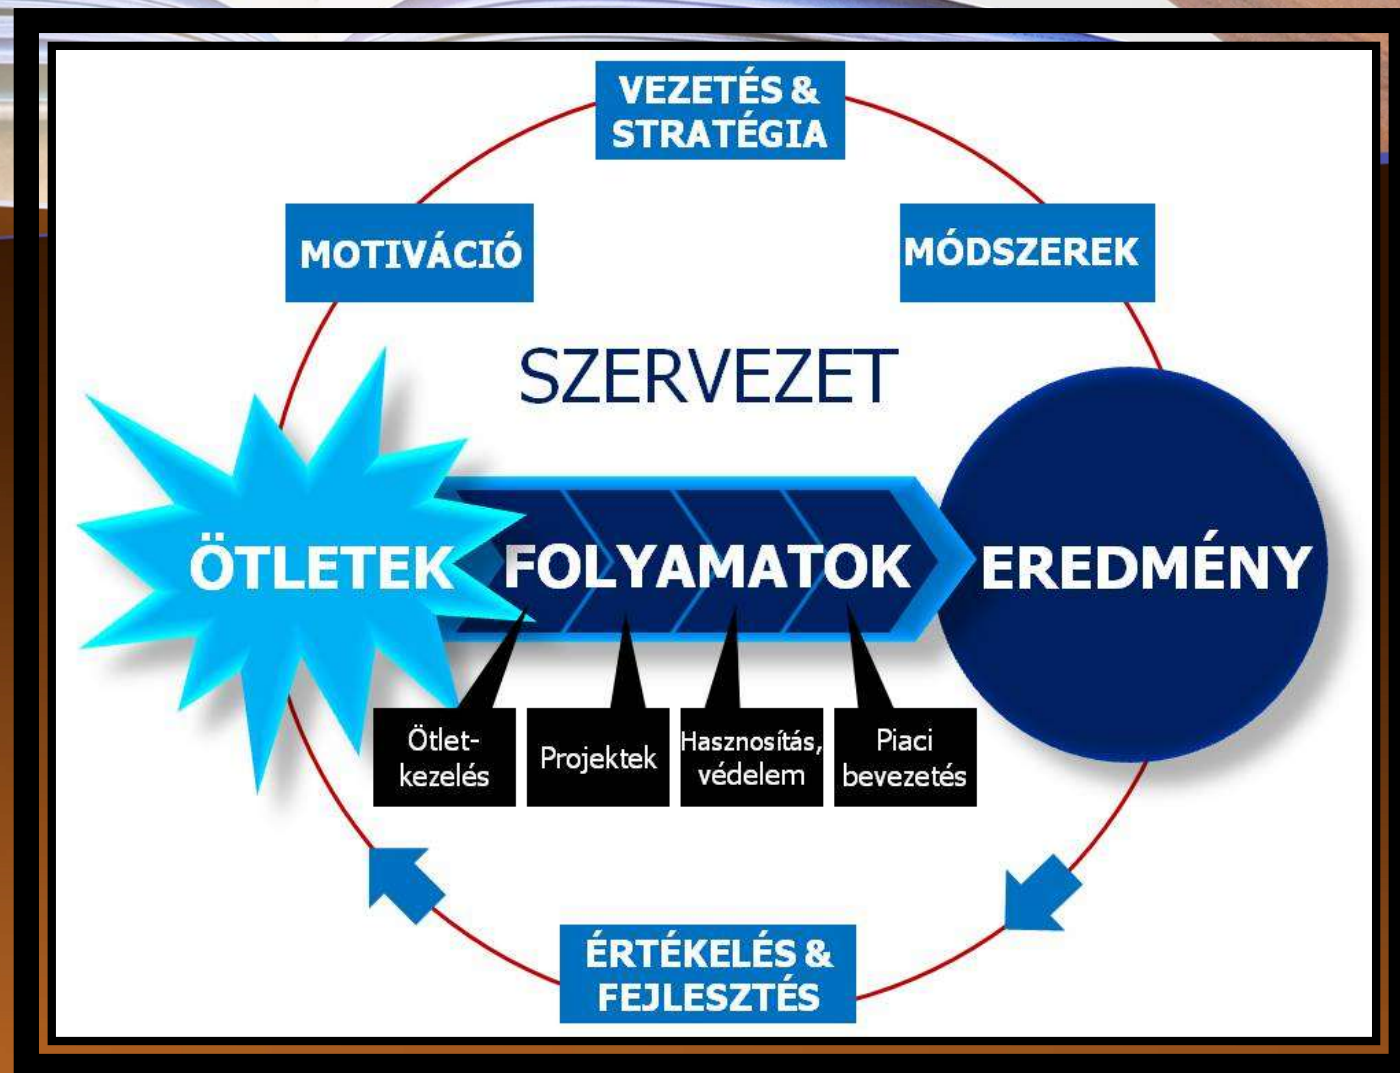 VEZETÉS &
STRATÉGIA
MOTIVÁCIÓ
MÓDSZEREK
SZERVEZET
ÖTLETEK
FOLYAMATOK
EREDMÉNY
Ötlet-
kezelés
Projektek
Hasznosítás,
védelem
Piaci
bevezetés
ÉRTÉKELÉS &
FEJLESZTÉS